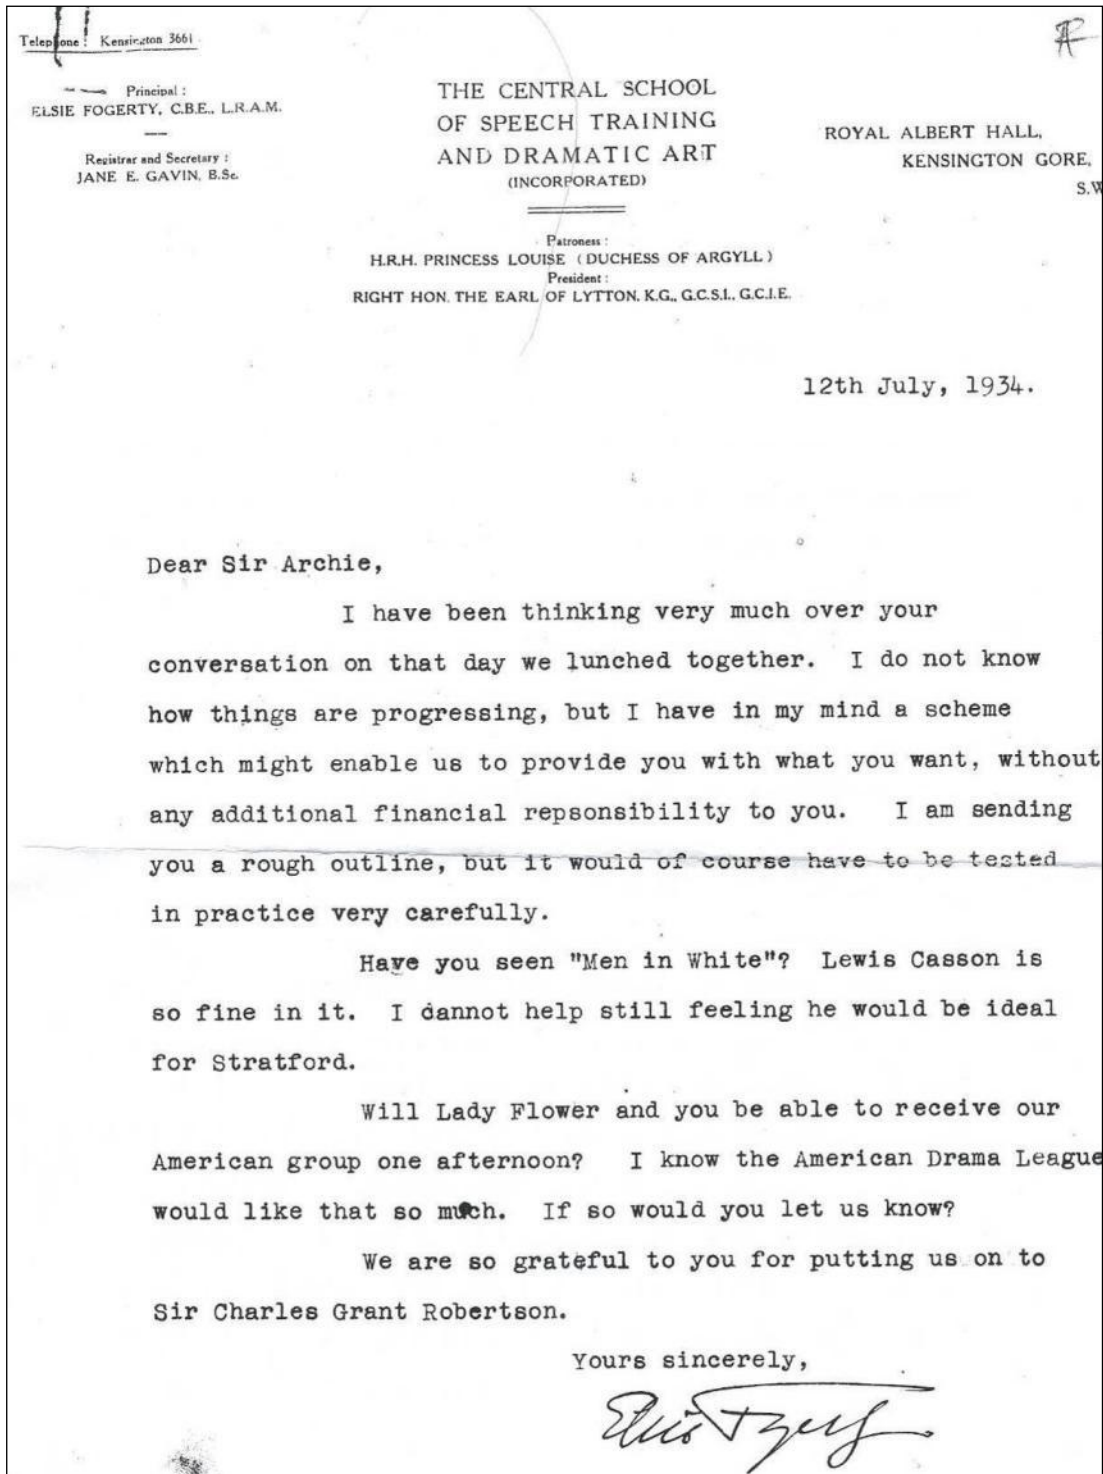 Telephone: Kensington 3661
Principal :
ELSIE FOGERTY, C.B.E., L.R.A.M.
Registrar and Secretary :
JANE E. GAVIN, B.Sc.
THE CENTRAL SCHOOL
OF SPEECH TRAINING
AND DRAMATIC ART
(INCORPORATED)
ROYAL ALBERT HALL,
KENSINGTON GORE,
S.W
Patroness :
H.R.H. PRINCESS LOUISE (DUCHESS OF ARGYLL)
President :
RIGHT HON. THE EARL OF LYTTON, K.G., G.C.S.I., G.C.I.E.
12th July, 1934.
Dear Sir Archie,
I have been thinking very much over your
conversation on that day we lunched together. I do not know
how things are progressing, but I have in my mind a scheme
which might enable us to provide you with what you want, without
any additional financial repsonsibility to you. I am sending
you a rough outline, but it would of course have to be tested
in practice very carefully.
Have you seen "Men in White"? Lewis Casson is
so fine in it. I cannot help still feeling he would be ideal
for Stratford.
Will Lady Flower and you be able to receive our
American group one afternoon? I know the American Drama League
would like that so much. If so would you let us know?
We are so grateful to you for putting us on to
Sir Charles Grant Robertson.
Yours sincerely,
Elsie Fogerty